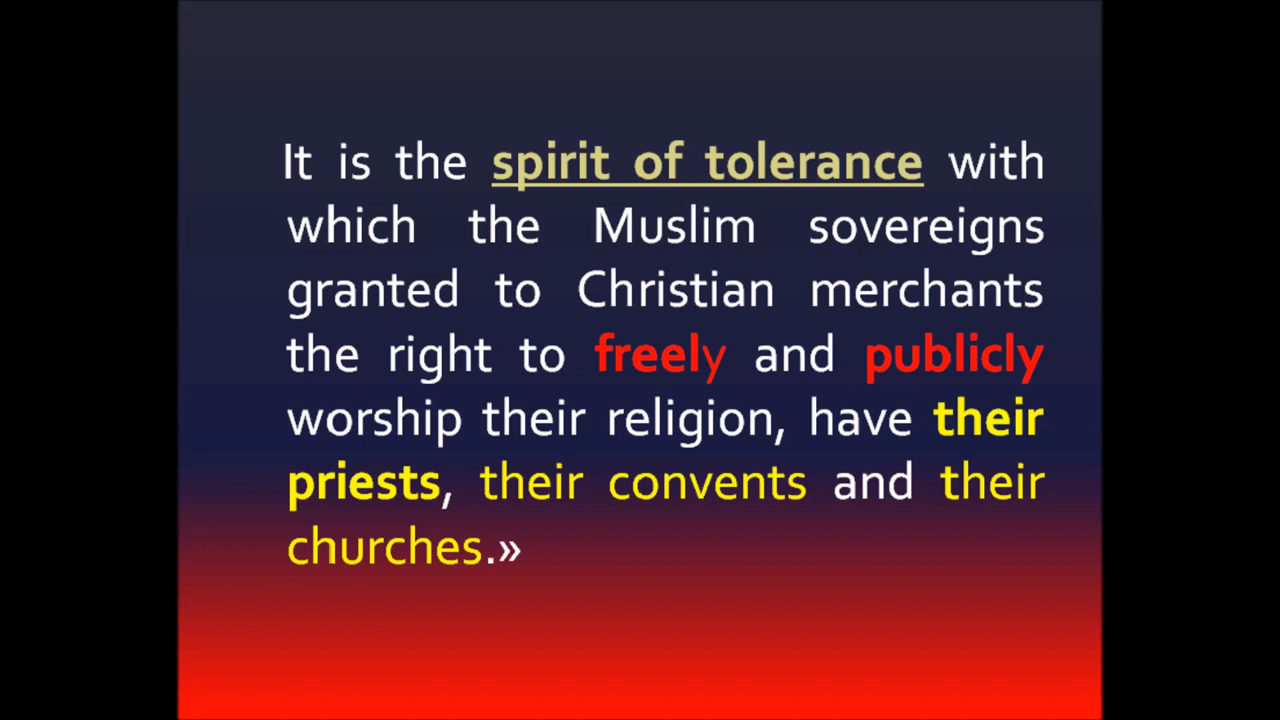 It is the spirit of tolerance with
which the Muslim sovereigns
granted to Christian merchants
the right to freely and publicly
worship their religion, have their
priests, their convents and their
churches.»